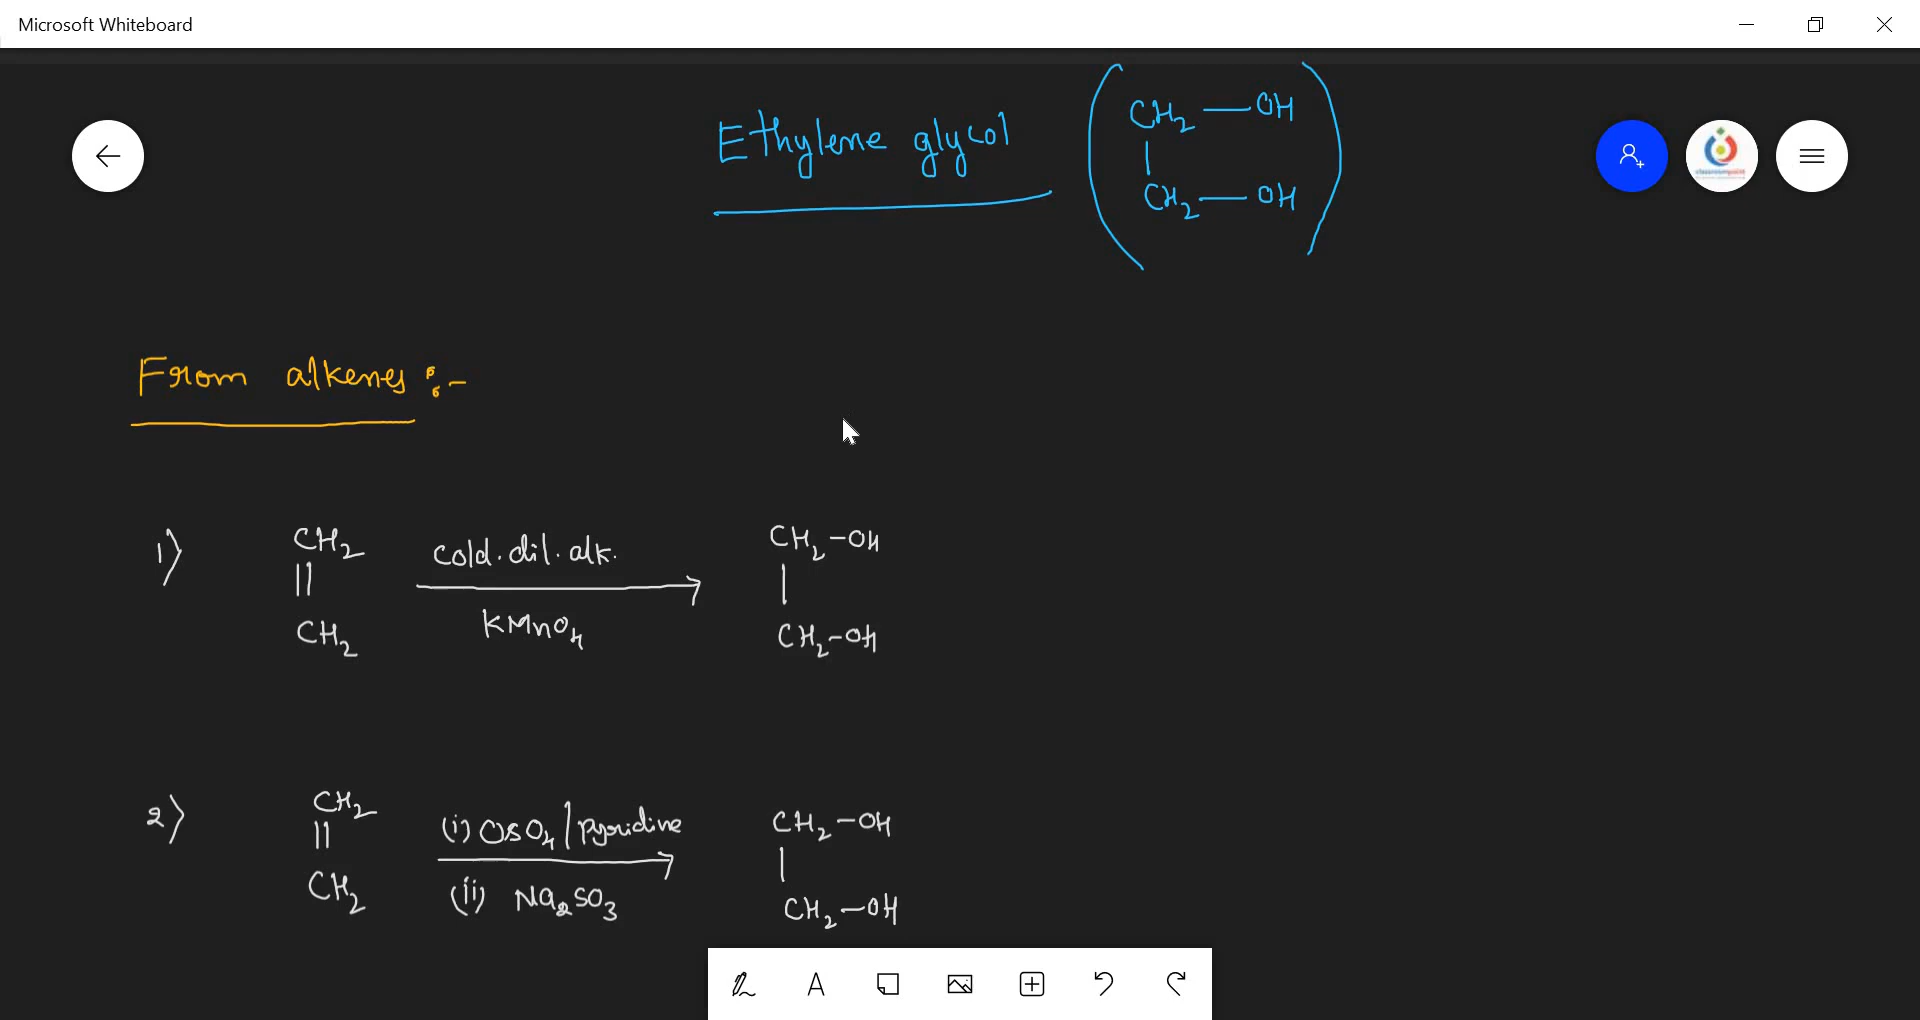 Microsoft Whiteboard
Ethylene glycol
CH₂ — OH
|
CH₂ — OH
classroompoint
From alkenes :-
1)
CH₂
||
CH₂
cold. dil. alk.
KMnO₄
CH₂-OH
|
CH₂-OH
2)
CH₂
||
CH₂
(i) OsO₄ | pyridine
(ii) Na₂SO₃
CH₂-OH
|
CH₂-OH
A